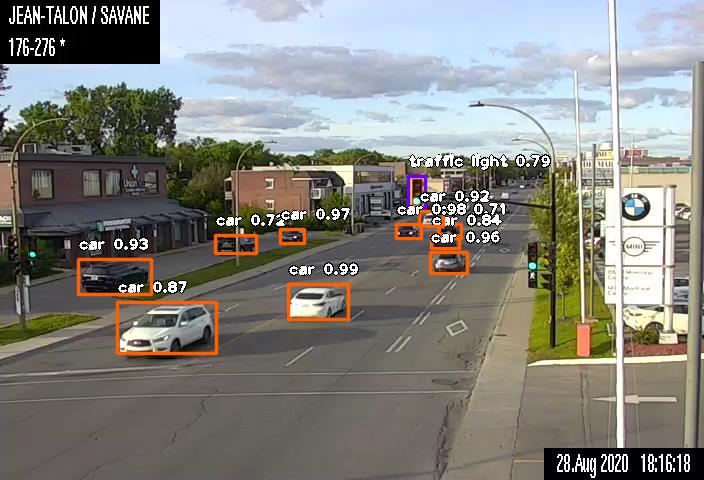 JEAN-TALON / SAVANE
176-276 *
traffic light 0.79
car 0.92
car 0.98
0.71
car 0.84
car 0.96
car 0.72
car 0.97
car 0.93
car 0.99
car 0.87
BMW
MINI
28.Aug 2020 18:16:18